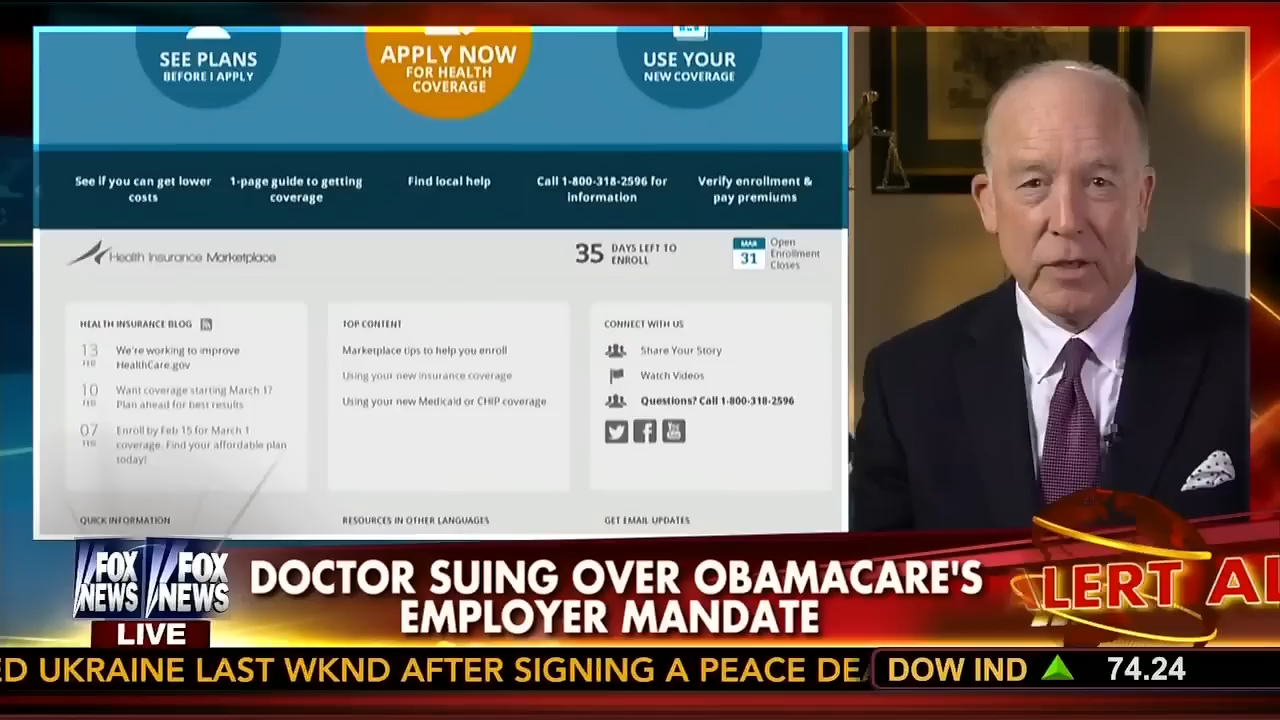 SEE PLANS
BEFORE I APPLY
APPLY NOW
FOR HEALTH
COVERAGE
USE YOUR
NEW COVERAGE
See if you can get lower
costs
1-page guide to getting
coverage
Find local help
Call 1-800-318-2596 for
information
Verify enrollment &
pay premiums
Health Insurance Marketplace
35 DAYS LEFT TO
ENROLL
MAR
31
Open
Enrollment
Closes
HEALTH INSURANCE BLOG
13
FEB
We're working to improve
HealthCare.gov
10
FEB
Want coverage starting March 1?
Plan ahead for best results
07
FEB
Enroll by Feb 15 for March 1
coverage. Find your affordable plan
today!
TOP CONTENT
Marketplace tips to help you enroll
Using your new insurance coverage
Using your new Medicaid or CHIP coverage
CONNECT WITH US
Share Your Story
Watch Videos
Questions? Call 1-800-318-2596
You
Tube
QUICK INFORMATION
RESOURCES IN OTHER LANGUAGES
GET EMAIL UPDATES
FOX
NEWS
FOX
NEWS
LIVE
DOCTOR SUING OVER OBAMACARE'S
EMPLOYER MANDATE
LERT AL
ED UKRAINE LAST WKND AFTER SIGNING A PEACE DEA
DOW IND 74.24